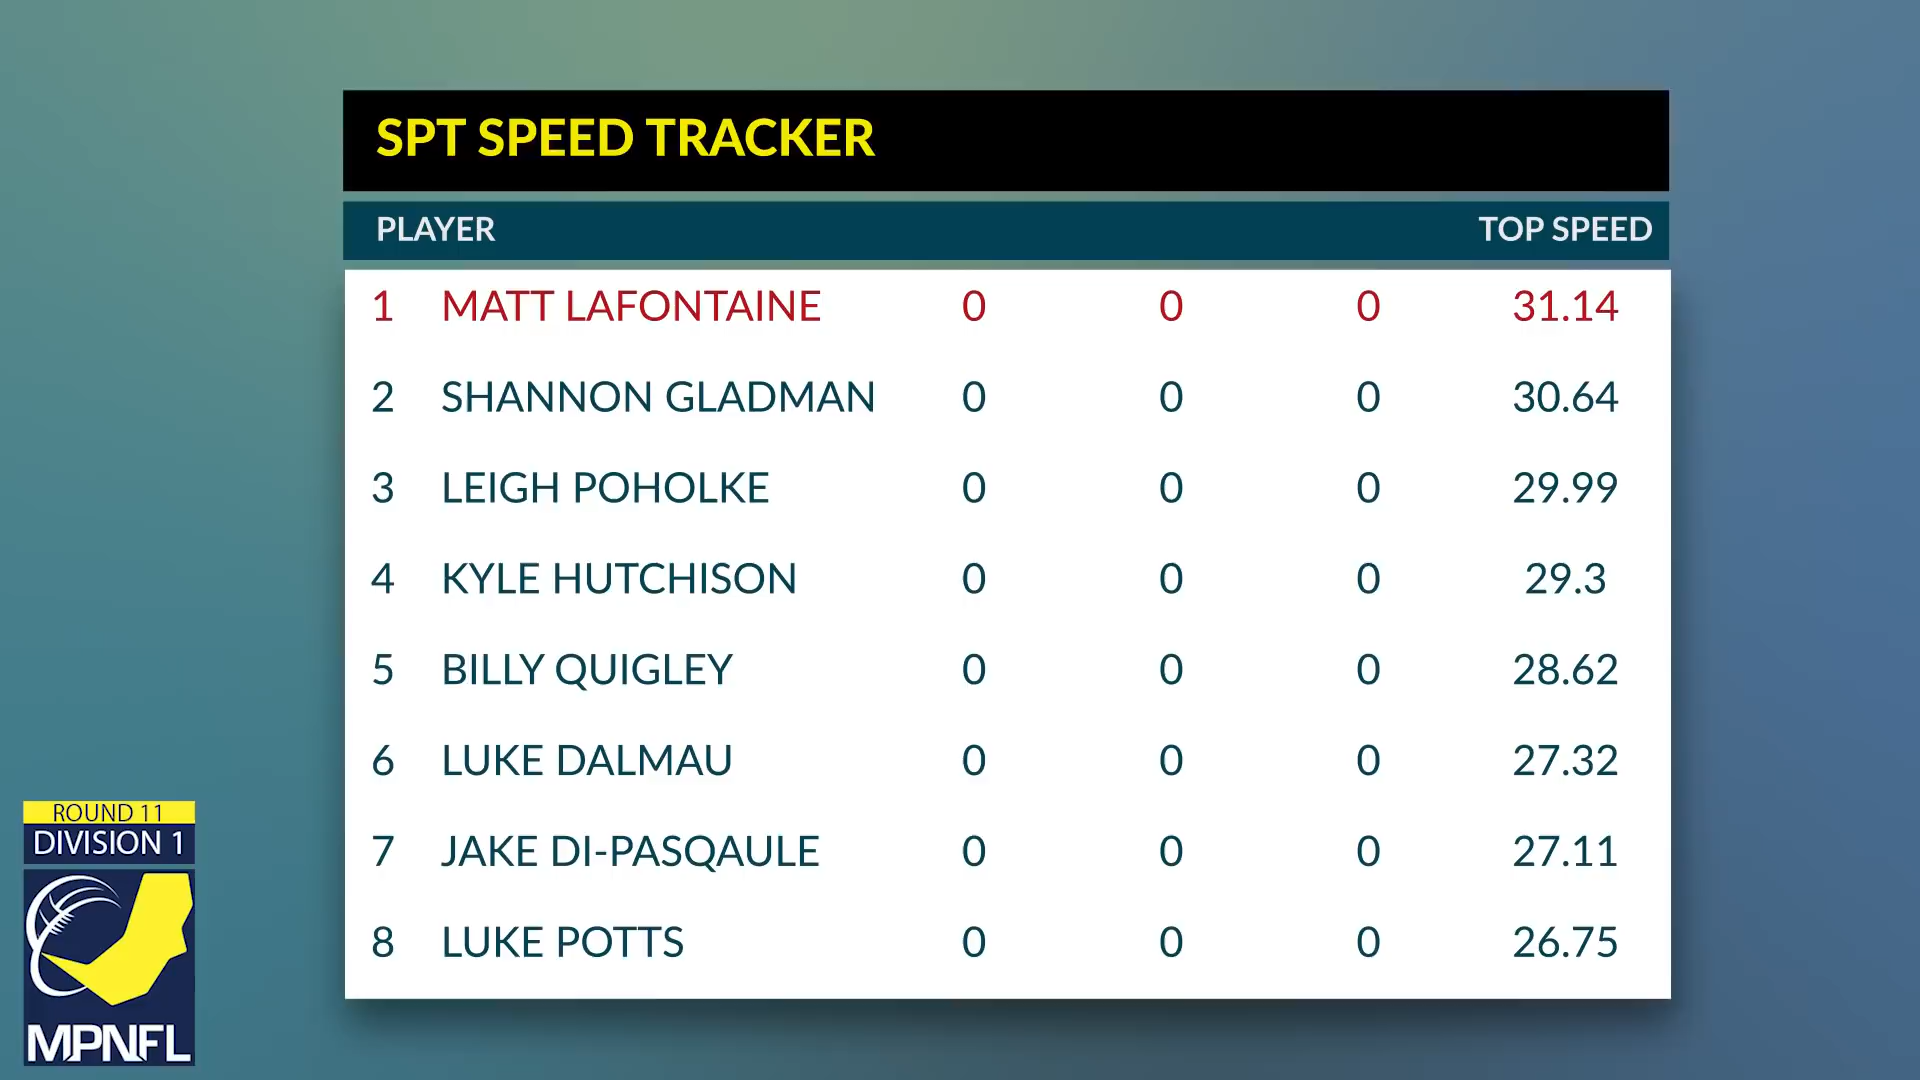 SPT SPEED TRACKER
PLAYER TOP SPEED
1 MATT LAFONTAINE 0 0 0 31.14
2 SHANNON GLADMAN 0 0 0 30.64
3 LEIGH POHOLKE 0 0 0 29.99
4 KYLE HUTCHISON 0 0 0 29.3
5 BILLY QUIGLEY 0 0 0 28.62
6 LUKE DALMAU 0 0 0 27.32
7 JAKE DI-PASQAULE 0 0 0 27.11
8 LUKE POTTS 0 0 0 26.75
ROUND 11
DIVISION 1
MPNFL